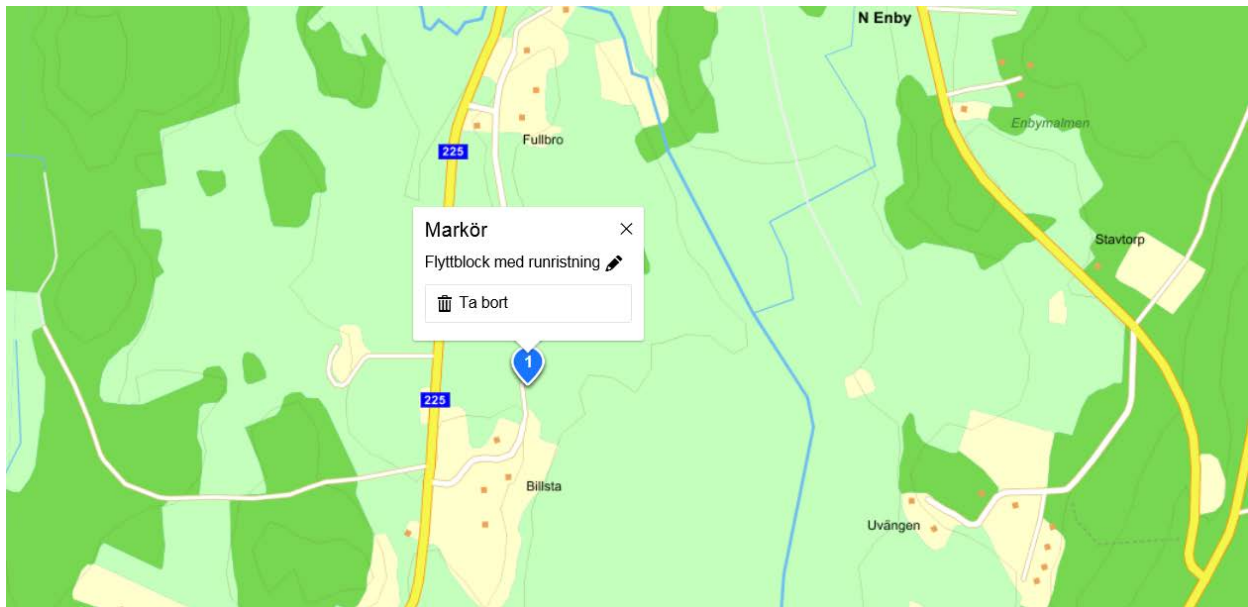 N Enby
Enbymalmen
Fullbro
225
Markör
Flyttblock med runristning
Ta bort
Stavtorp
1
225
Billsta
Uvängen